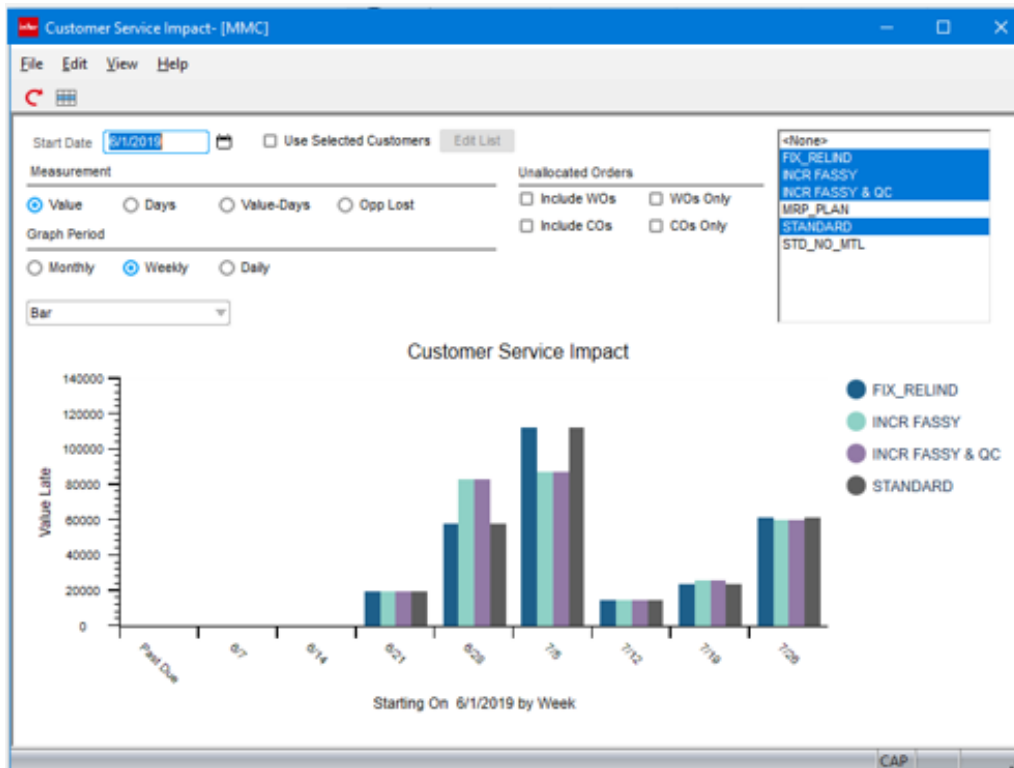 Customer Service Impact- [MMC]
File Edit View Help
Start Date 6/1/2019 Use Selected Customers Edit List
Measurement
Value Days Value-Days Opp Lost
Graph Period
Monthly Weekly Daily
Bar
Unallocated Orders
Include WOs WOs Only
Include COs COs Only
<None>
FIX_RELIND
INCR FASSY
INCR FASSY & QC
MRP_PLAN
STANDARD
STD_NO_MTL
Customer Service Impact
Value Late
140000
120000
100000
80000
60000
40000
20000
0
Past Due 6/7 6/14 6/21 6/28 7/5 7/12 7/19 7/26
Starting On 6/1/2019 by Week
FIX_RELIND
INCR FASSY
INCR FASSY & QC
STANDARD
CAP